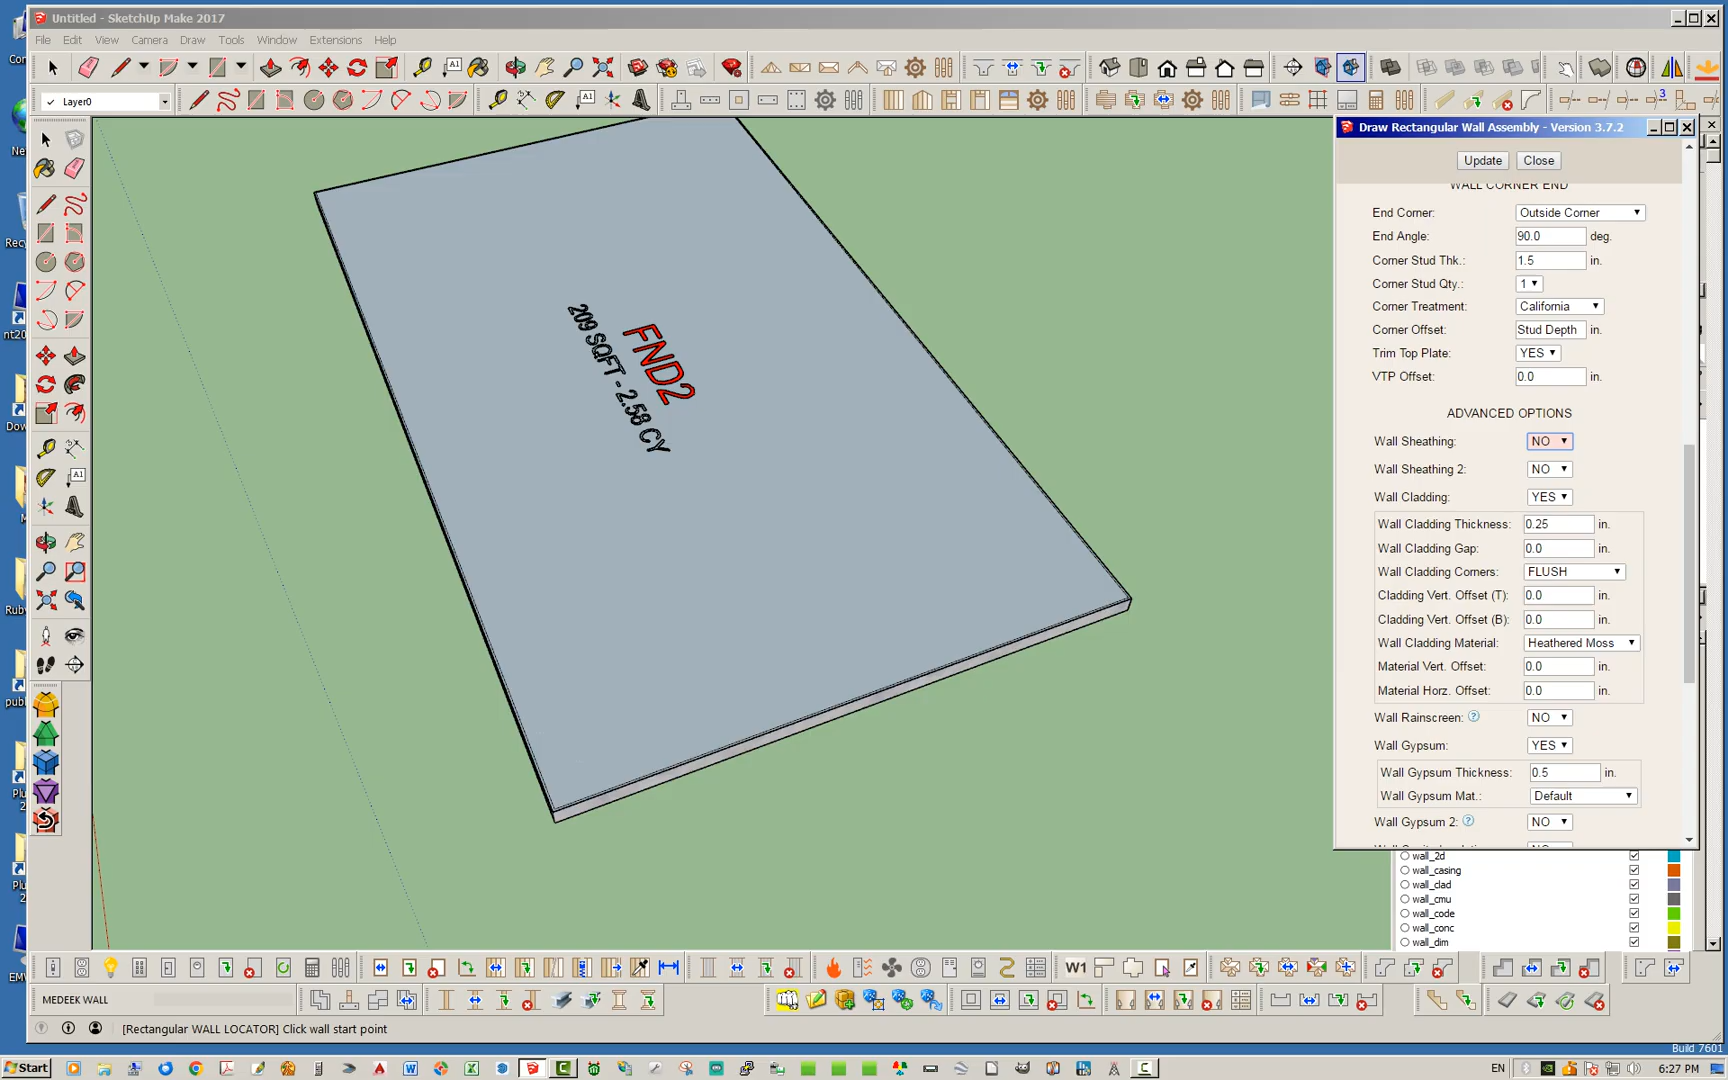 Untitled - SketchUp Make 2017
File Edit View Camera Draw Tools Window Extensions Help
Layer0
Draw Rectangular Wall Assembly - Version 3.7.2
Update Close
WALL CORNER END
End Corner: Outside Corner
End Angle: 90.0 deg.
Corner Stud Thk.: 1.5 in.
Corner Stud Qty.: 1
Corner Treatment: California
Corner Offset: Stud Depth in.
Trim Top Plate: YES
VTP Offset: 0.0 in.
ADVANCED OPTIONS
Wall Sheathing: NO
Wall Sheathing 2: NO
Wall Cladding: YES
Wall Cladding Thickness: 0.25 in.
Wall Cladding Gap: 0.0 in.
Wall Cladding Corners: FLUSH
Cladding Vert. Offset (T): 0.0 in.
Cladding Vert. Offset (B): 0.0 in.
Wall Cladding Material: Heathered Moss
Material Vert. Offset: 0.0 in.
Material Horz. Offset: 0.0 in.
Wall Rainscreen: NO
Wall Gypsum: YES
Wall Gypsum Thickness: 0.5 in.
Wall Gypsum Mat.: Default
Wall Gypsum 2: NO
FND2
209 SQFT - 2.58 CY
wall_2d
wall_casing
wall_clad
wall_cmu
wall_code
wall_conc
wall_dim
W1
MEDEEK WALL
[Rectangular WALL LOCATOR] Click wall start point
Build 7601
Start
EN
6:27 PM